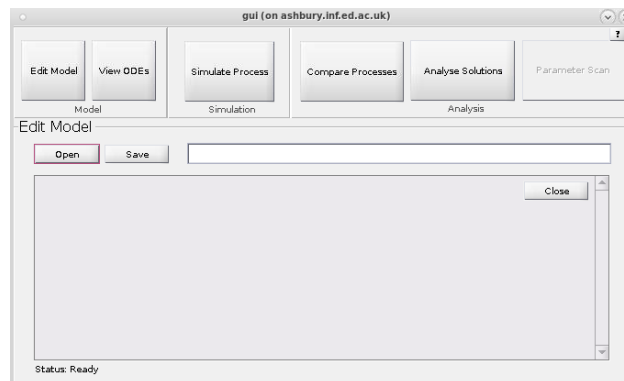 gui (on ashbury.inf.ed.ac.uk)
?
Edit Model View ODEs Simulate Process Compare Processes Analyse Solutions Parameter Scan
Model Simulation Analysis
Edit Model
Open Save
Close
Status: Ready